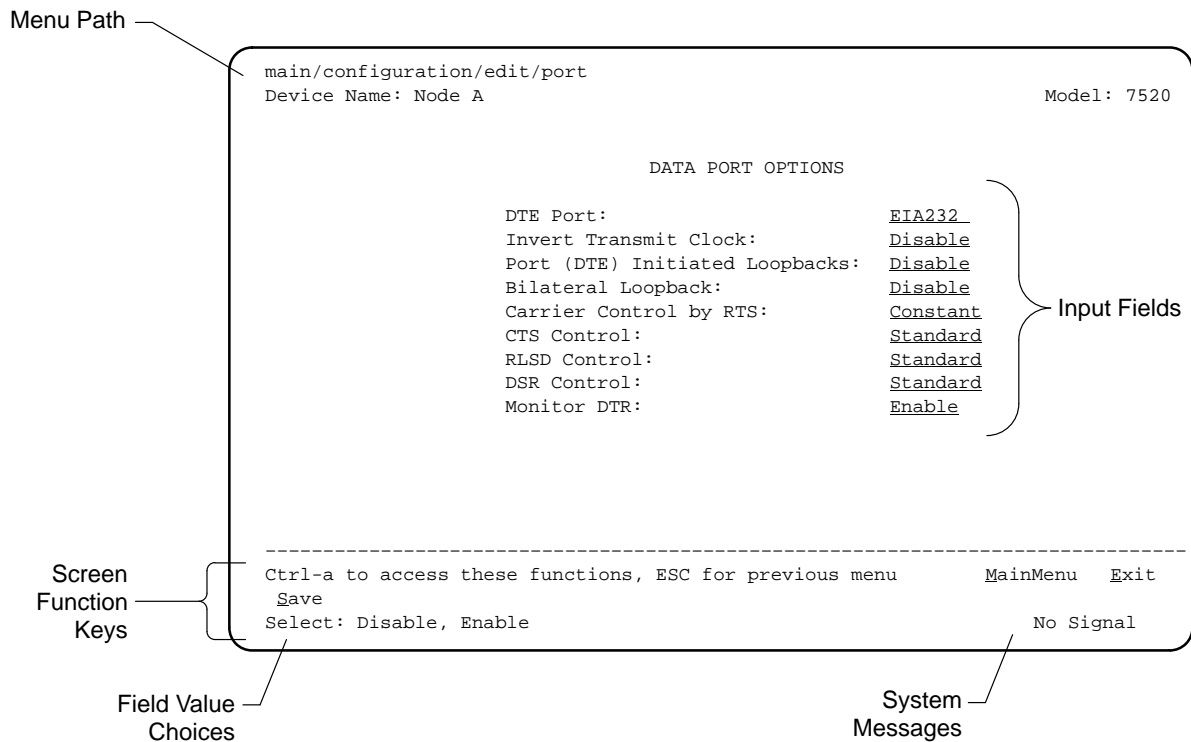 Menu Path
main/configuration/edit/port
Device Name: Node A Model: 7520
DATA PORT OPTIONS
DTE Port: EIA232
Invert Transmit Clock: Disable
Port (DTE) Initiated Loopbacks: Disable
Bilateral Loopback: Disable
Carrier Control by RTS: Constant
CTS Control: Standard
RLSD Control: Standard
DSR Control: Standard
Monitor DTR: Enable
Input Fields
--------------------------------------------------------------------------------
Screen
Function
Keys
Ctrl-a to access these functions, ESC for previous menu MainMenu Exit
Save
Select: Disable, Enable No Signal
Field Value
Choices
System
Messages